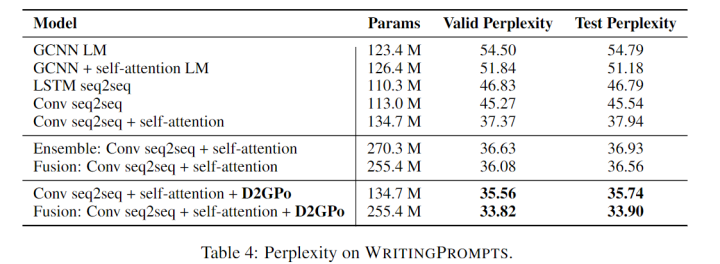 Model Params Valid Perplexity Test Perplexity
GCNN LM 123.4 M 54.50 54.79
GCNN + self-attention LM 126.4 M 51.84 51.18
LSTM seq2seq 110.3 M 46.83 46.79
Conv seq2seq 113.0 M 45.27 45.54
Conv seq2seq + self-attention 134.7 M 37.37 37.94
Ensemble: Conv seq2seq + self-attention 270.3 M 36.63 36.93
Fusion: Conv seq2seq + self-attention 255.4 M 36.08 36.56
Conv seq2seq + self-attention + D2GPo 134.7 M 35.56 35.74
Fusion: Conv seq2seq + self-attention + D2GPo 255.4 M 33.82 33.90
Table 4: Perplexity on WRITINGPROMPTS.